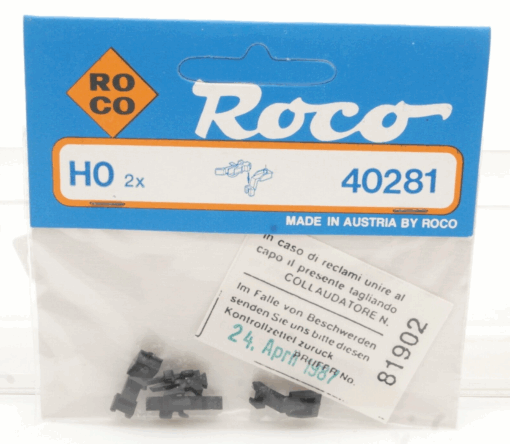 RO
CO
Roco
HO 2x
40281
MADE IN AUSTRIA BY ROCO
In caso di reclami unire al
capo il presente tagliando
COLLAUDATORE N.
Im Falle von Beschwerden
senden Sie uns bitte diesen
Kontrollzettel zurück
PRÜFER No.
81902
24. April 1987